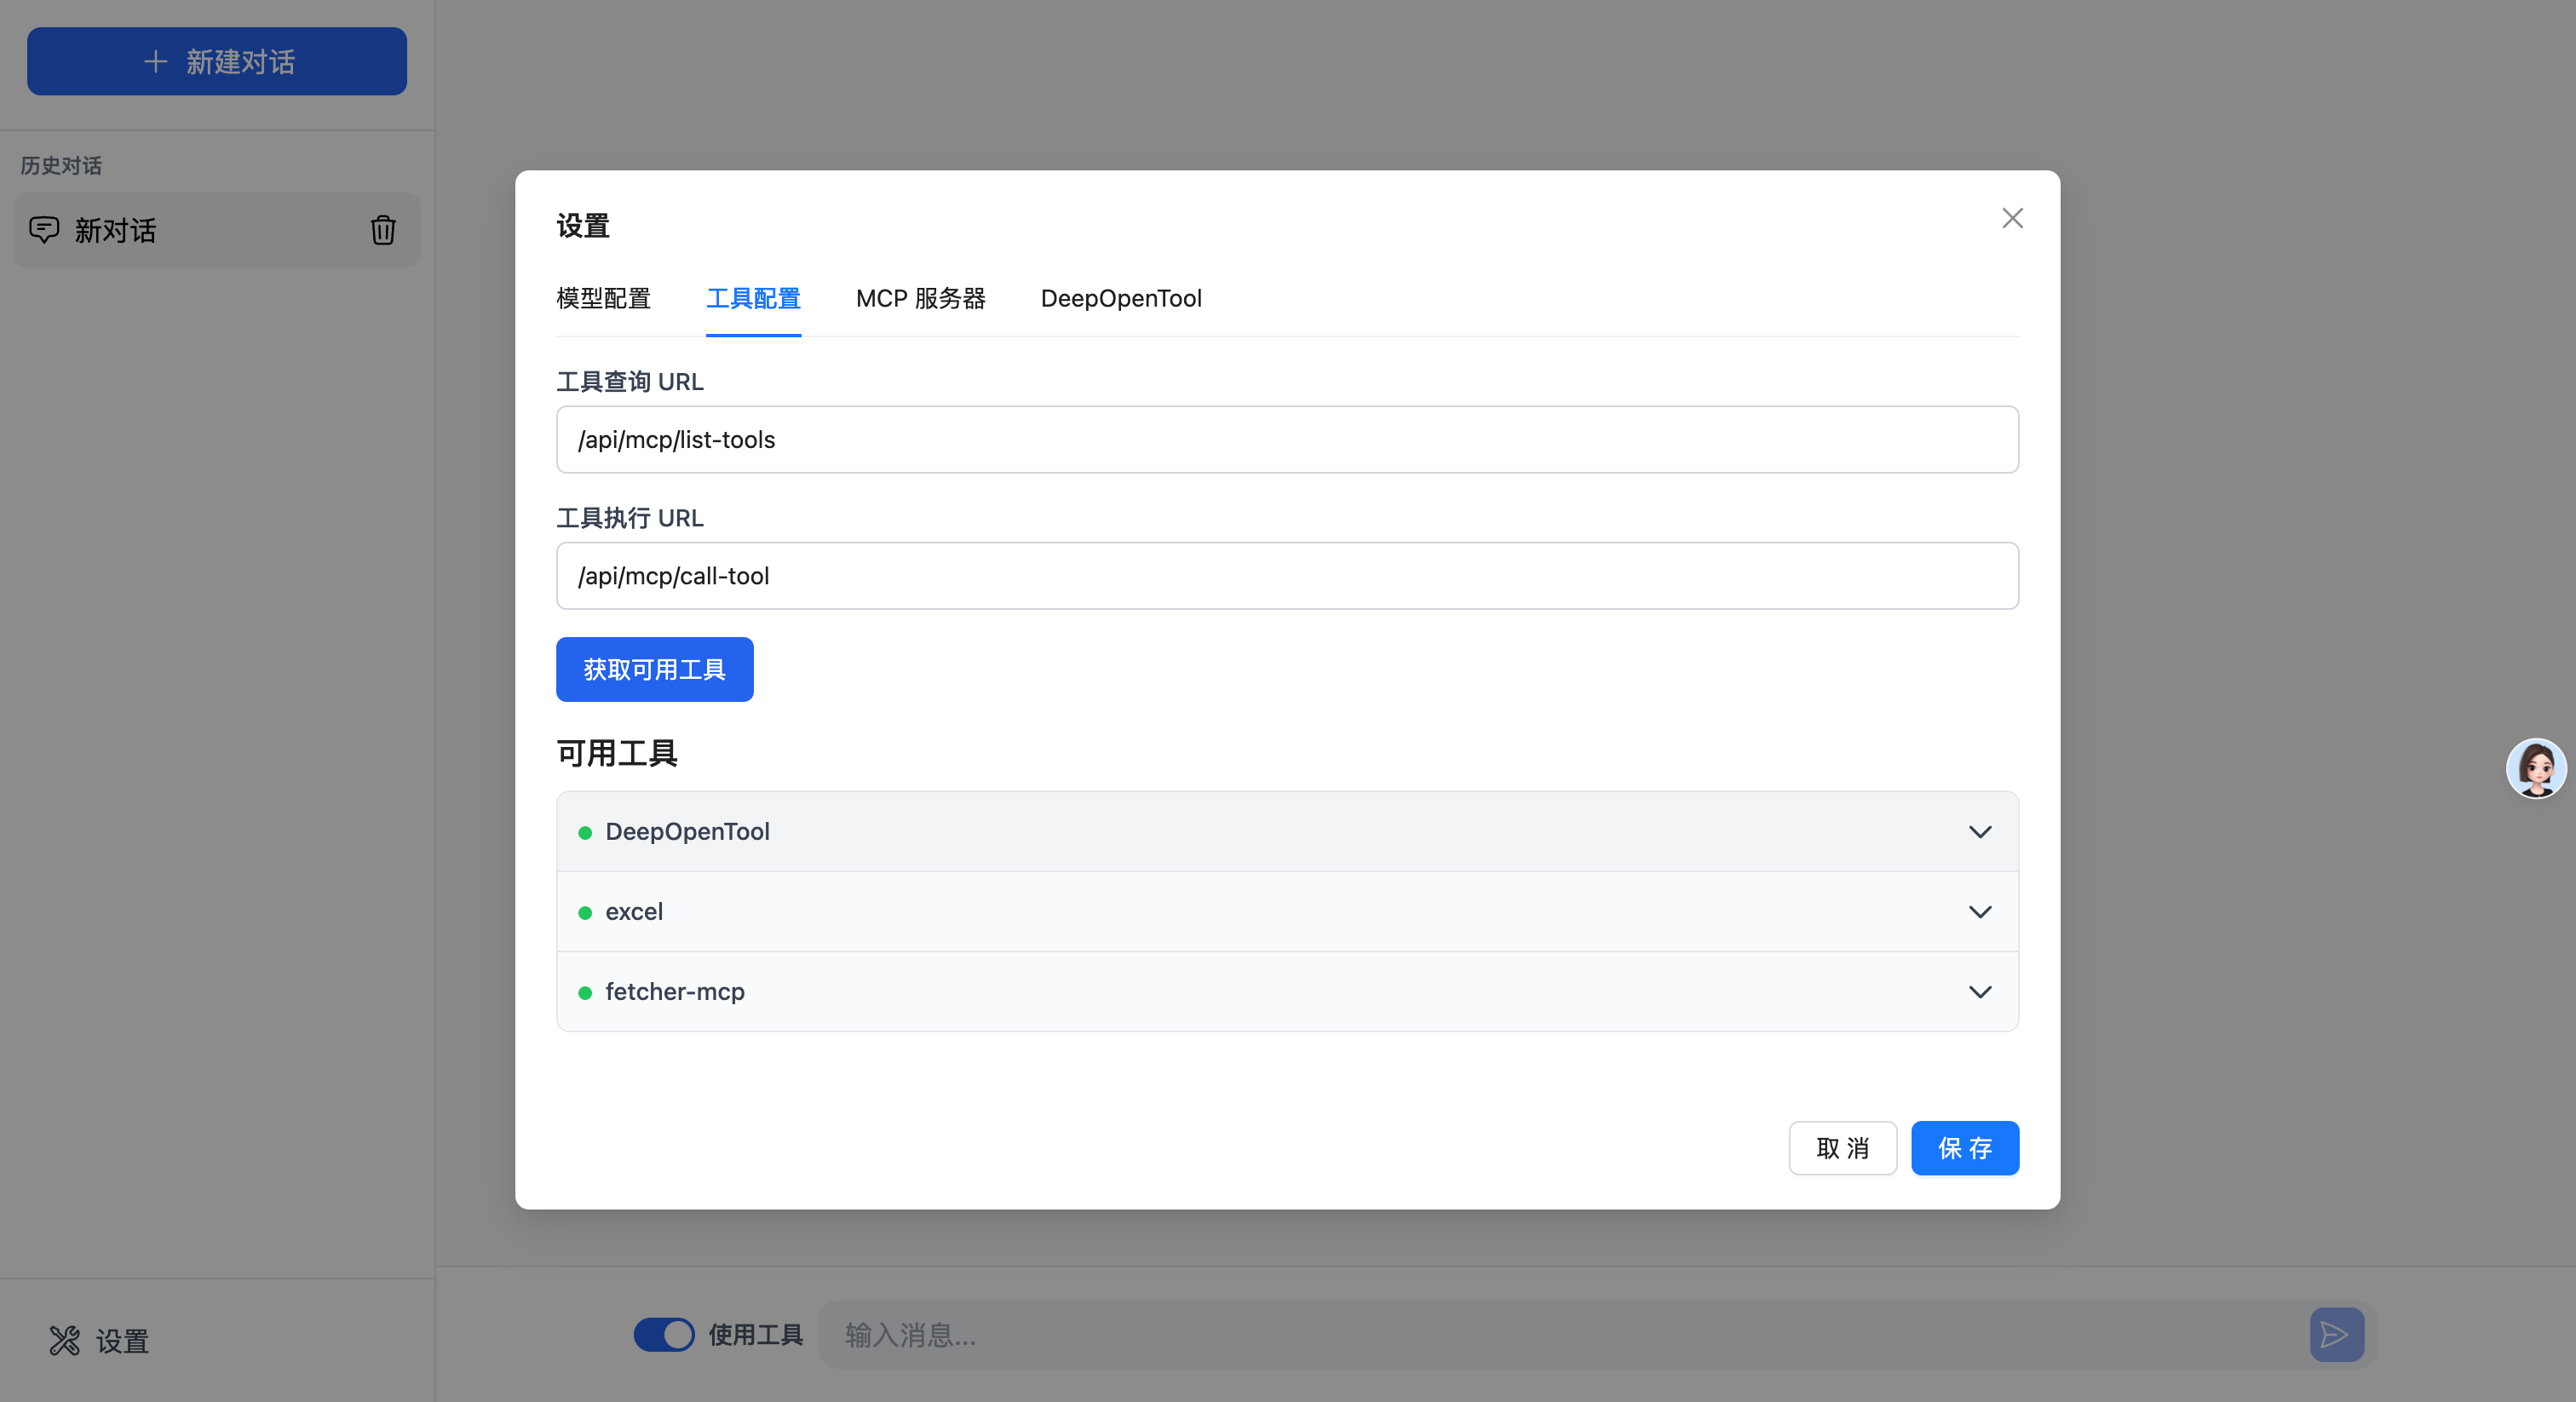 新建对话
历史对话
新对话
设置
模型配置
工具配置
MCP 服务器
DeepOpenTool
工具查询 URL
/api/mcp/list-tools
工具执行 URL
/api/mcp/call-tool
获取可用工具
可用工具
DeepOpenTool
excel
fetcher-mcp
取 消
保 存
设置
使用工具
输入消息...